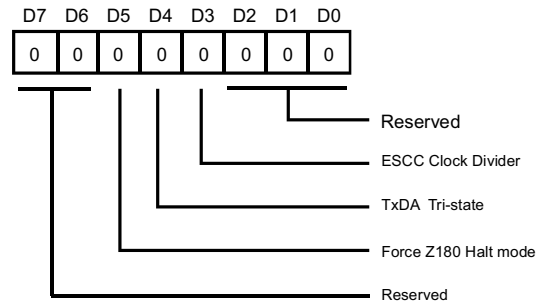 D7 D6 D5 D4 D3 D2 D1 D0
0 0 0 0 0 0 0 0
Reserved
ESCC Clock Divider
TxDA Tri-state
Force Z180 Halt mode
Reserved